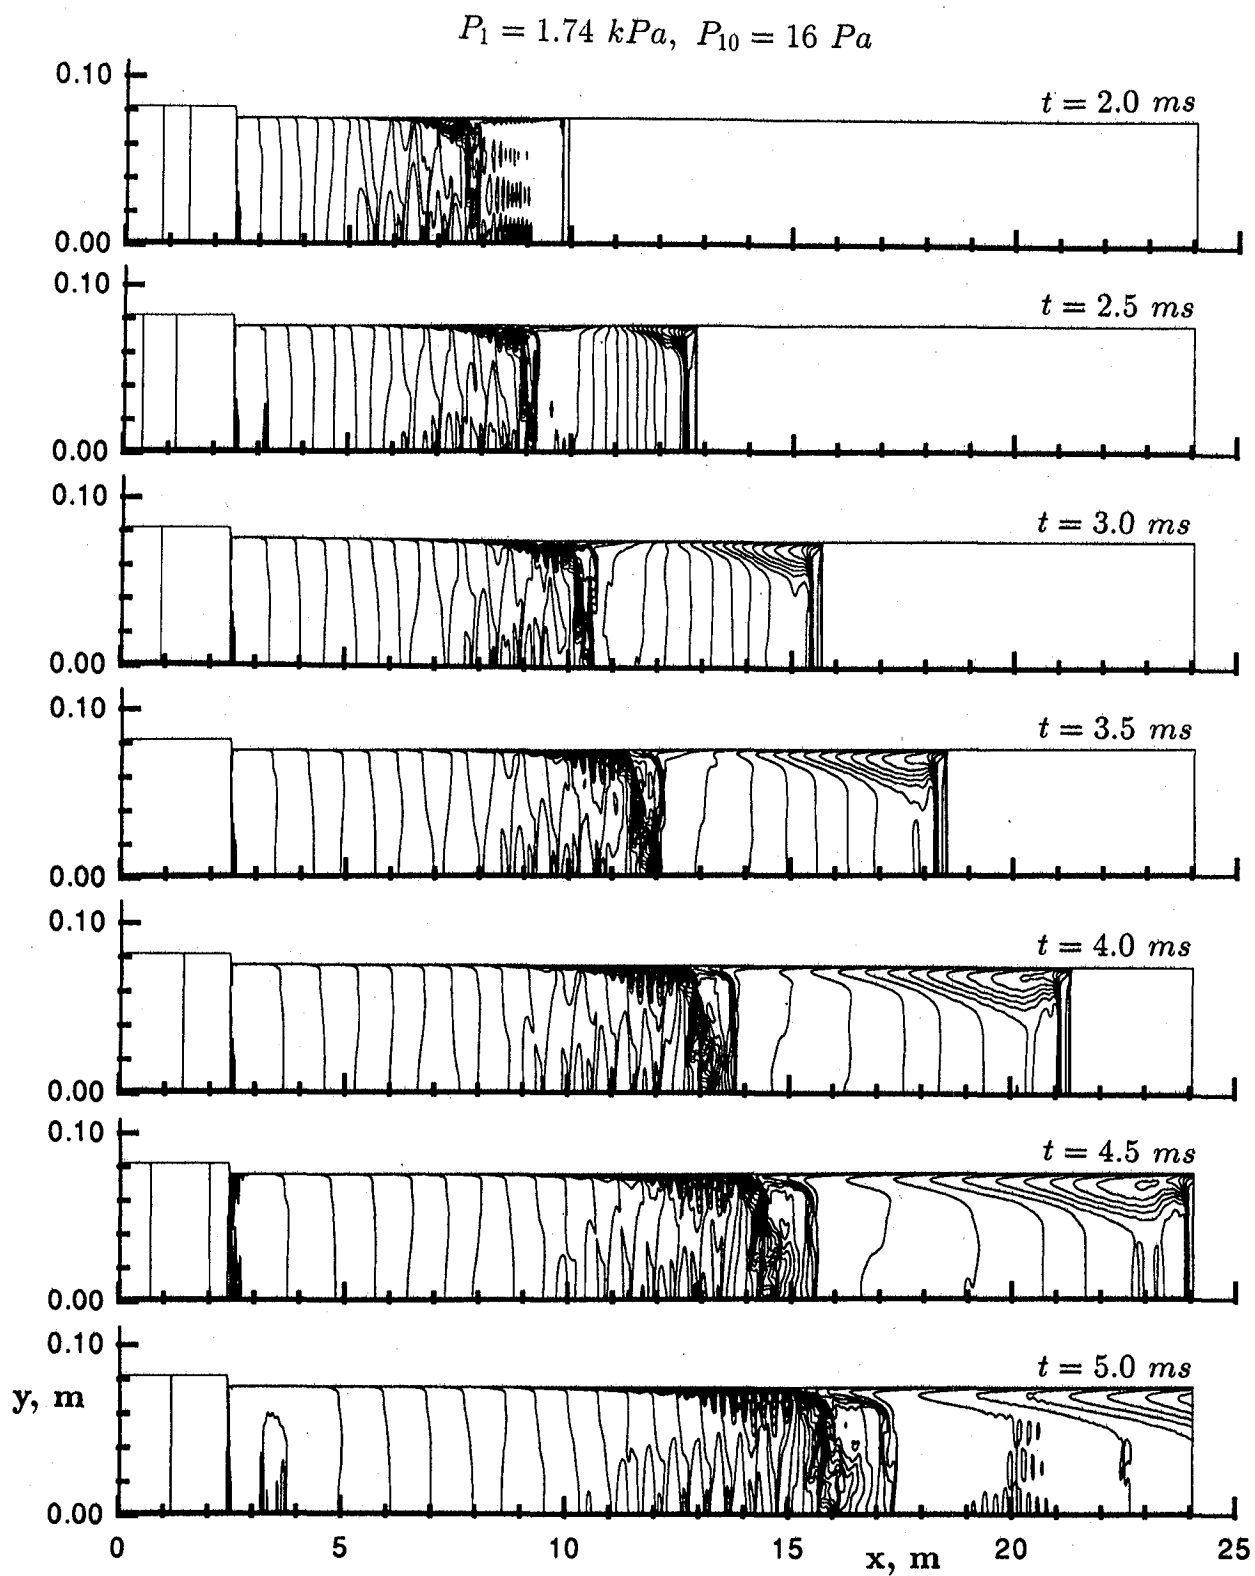 P₁ = 1.74 kPa, P₁₀ = 16 Pa
0.10
t = 2.0 ms
0.00
0.10
t = 2.5 ms
0.00
0.10
t = 3.0 ms
0.00
0.10
t = 3.5 ms
0.00
0.10
t = 4.0 ms
0.00
0.10
t = 4.5 ms
0.00
0.10
t = 5.0 ms
y, m
0.00
0 5 10 15 x, m 20 25